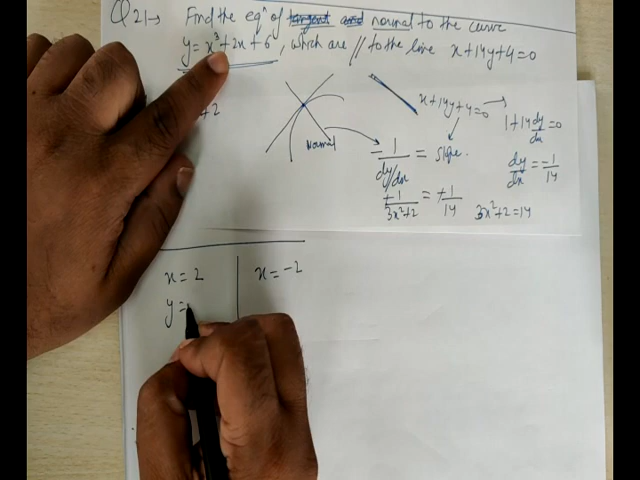 Q 21→ Find the eqⁿ of tangent and normal to the curve
y = x³+2x+6, which are // to the line x+14y+4=0
+2
x+14y+4=0
1+14 dy/dx = 0
Normal
-1/(dy/dx) = slope.
dy/dx = -1/14
+1/(3x²+2) = +1/14
3x²+2=14
x = 2
x = -2
y =